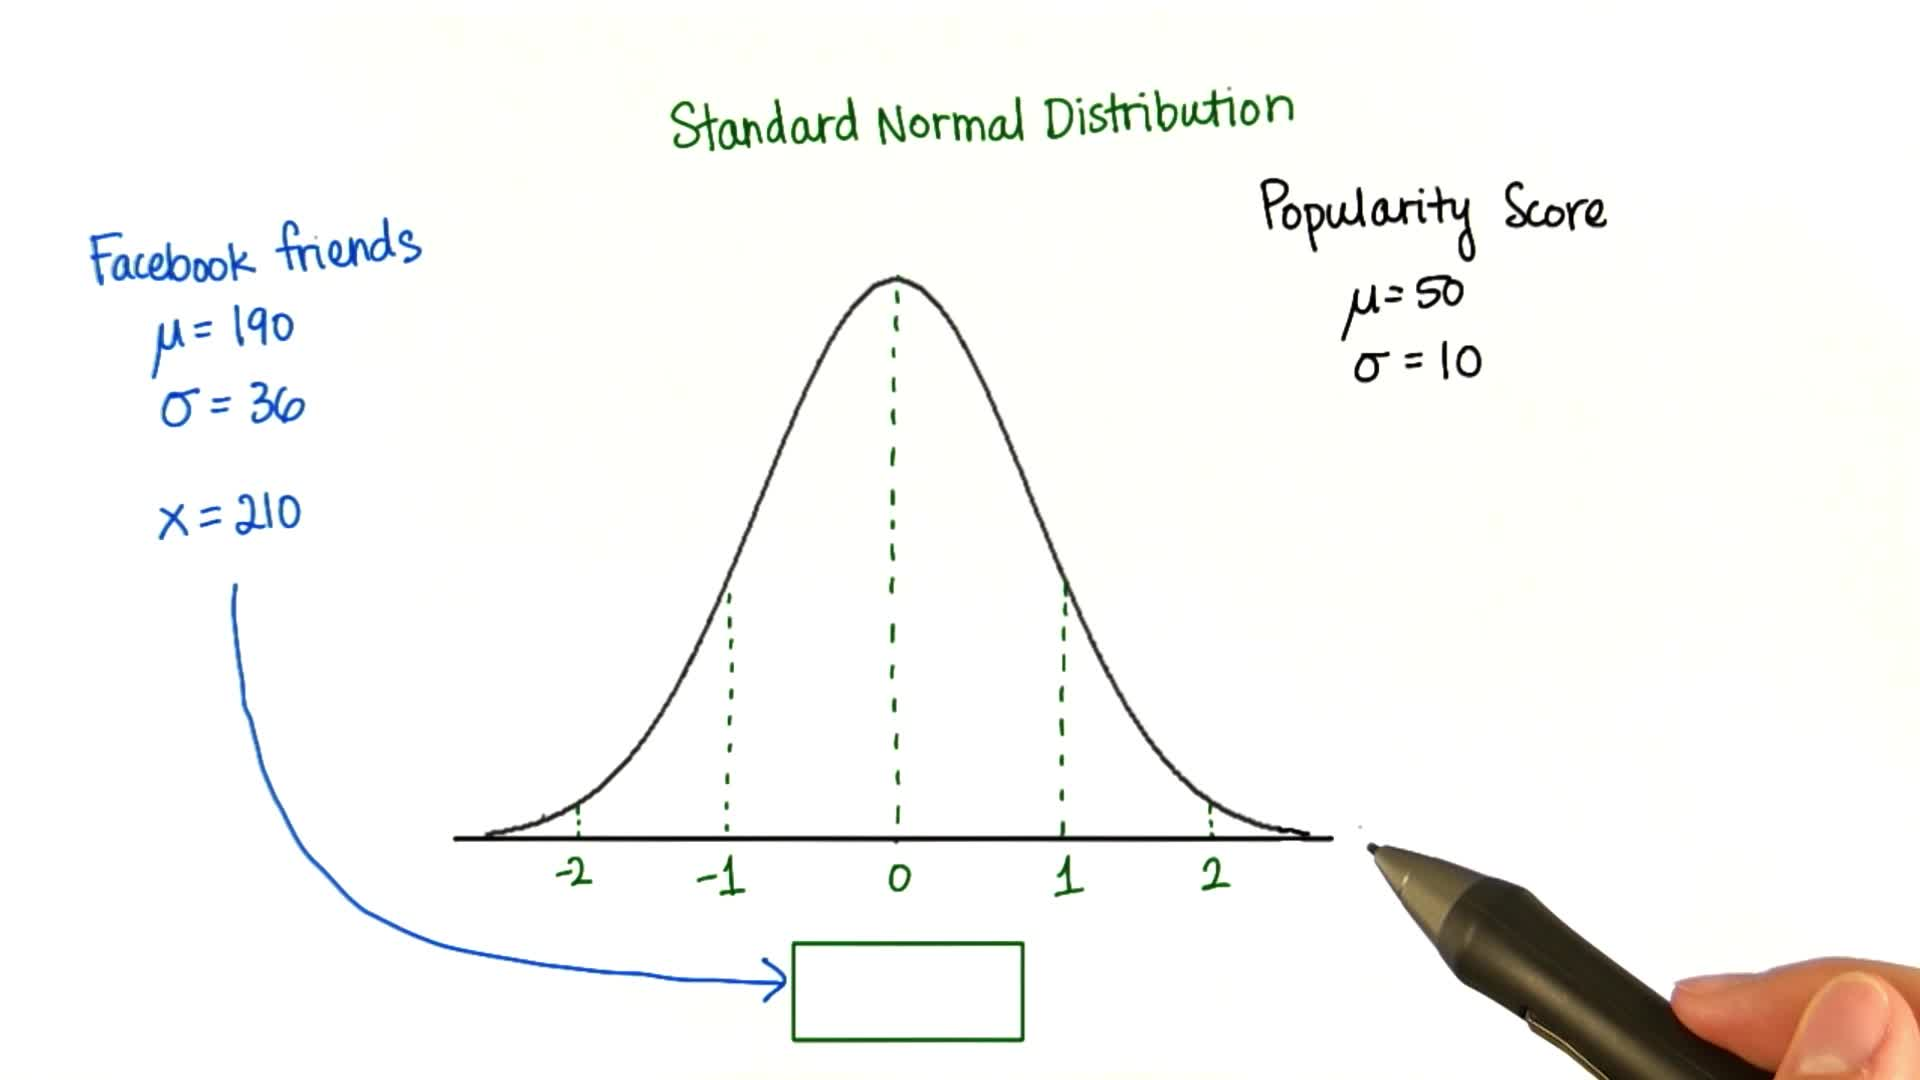 Standard Normal Distribution
Facebook friends
μ = 190
σ = 36
x = 210
Popularity Score
μ = 50
σ = 10
-2 -1 0 1 2